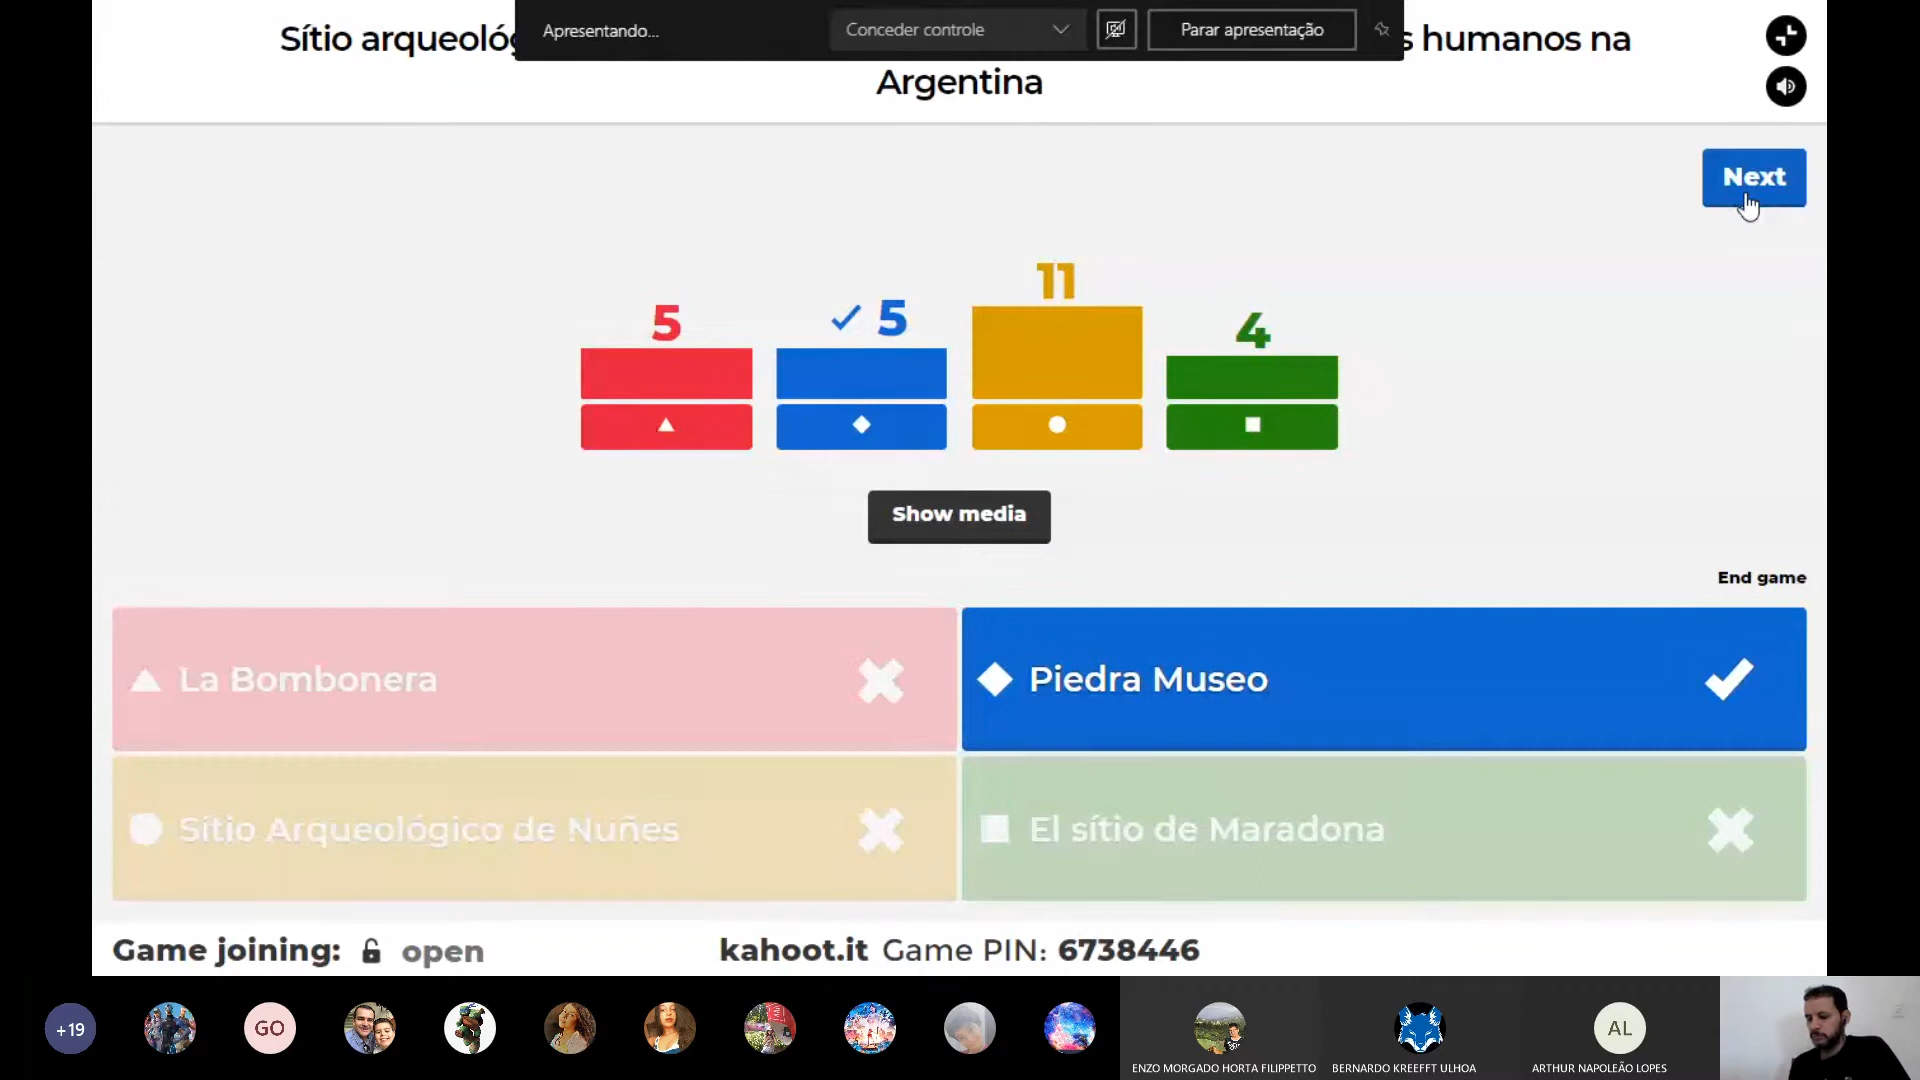 Sítio arqueoló
s humanos na
Argentina
Apresentando...
Conceder controle
Parar apresentação
Next
5
5
11
4
Show media
End game
La Bombonera
Piedra Museo
Sítio Arqueológico de Nuñes
El sítio de Maradona
Game joining: open
kahoot.it Game PIN: 6738446
+19
GO
AL
ENZO MORGADO HORTA FILIPPETTO
BERNARDO KREEFFT ULHOA
ARTHUR NAPOLEÃO LOPES